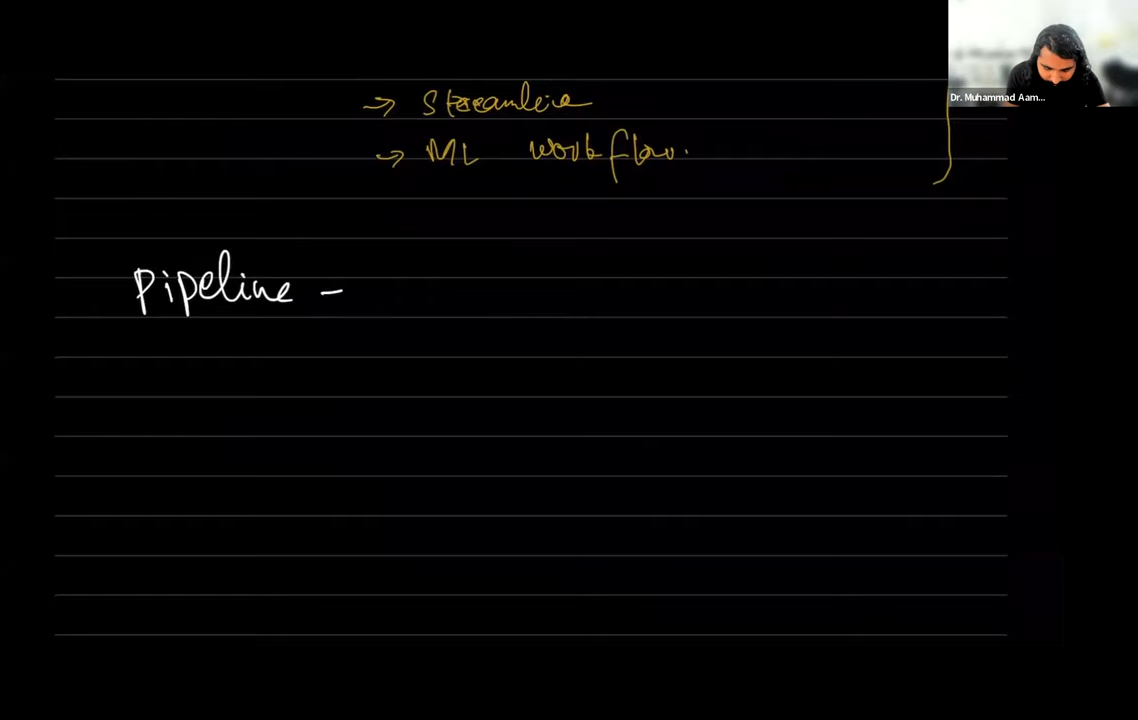 → Streamline
→ ML workflow.
Pipeline -
Dr. Muhammad Aam...